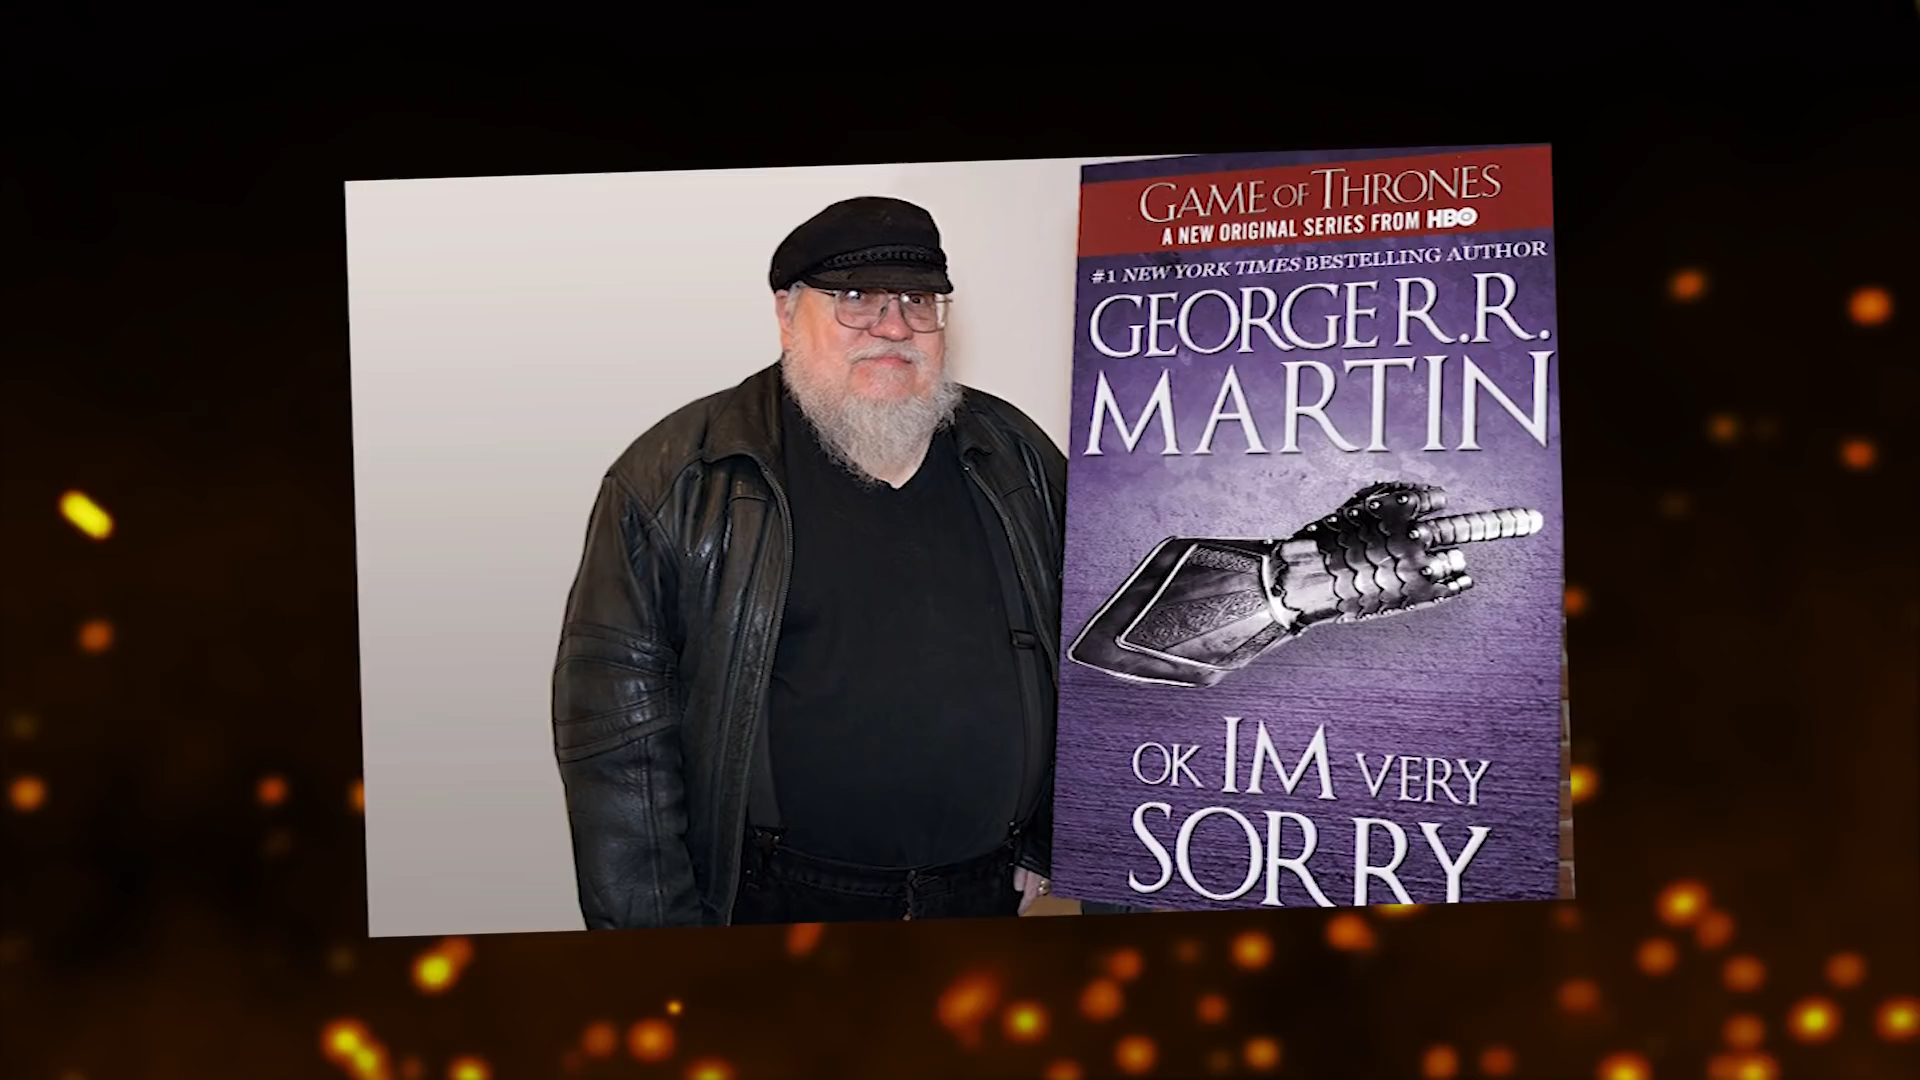 GAME OF THRONES
A NEW ORIGINAL SERIES FROM HBO
#1 NEW YORK TIMES BESTSELLING AUTHOR
GEORGE R.R.
MARTIN
OK IM VERY
SORRY